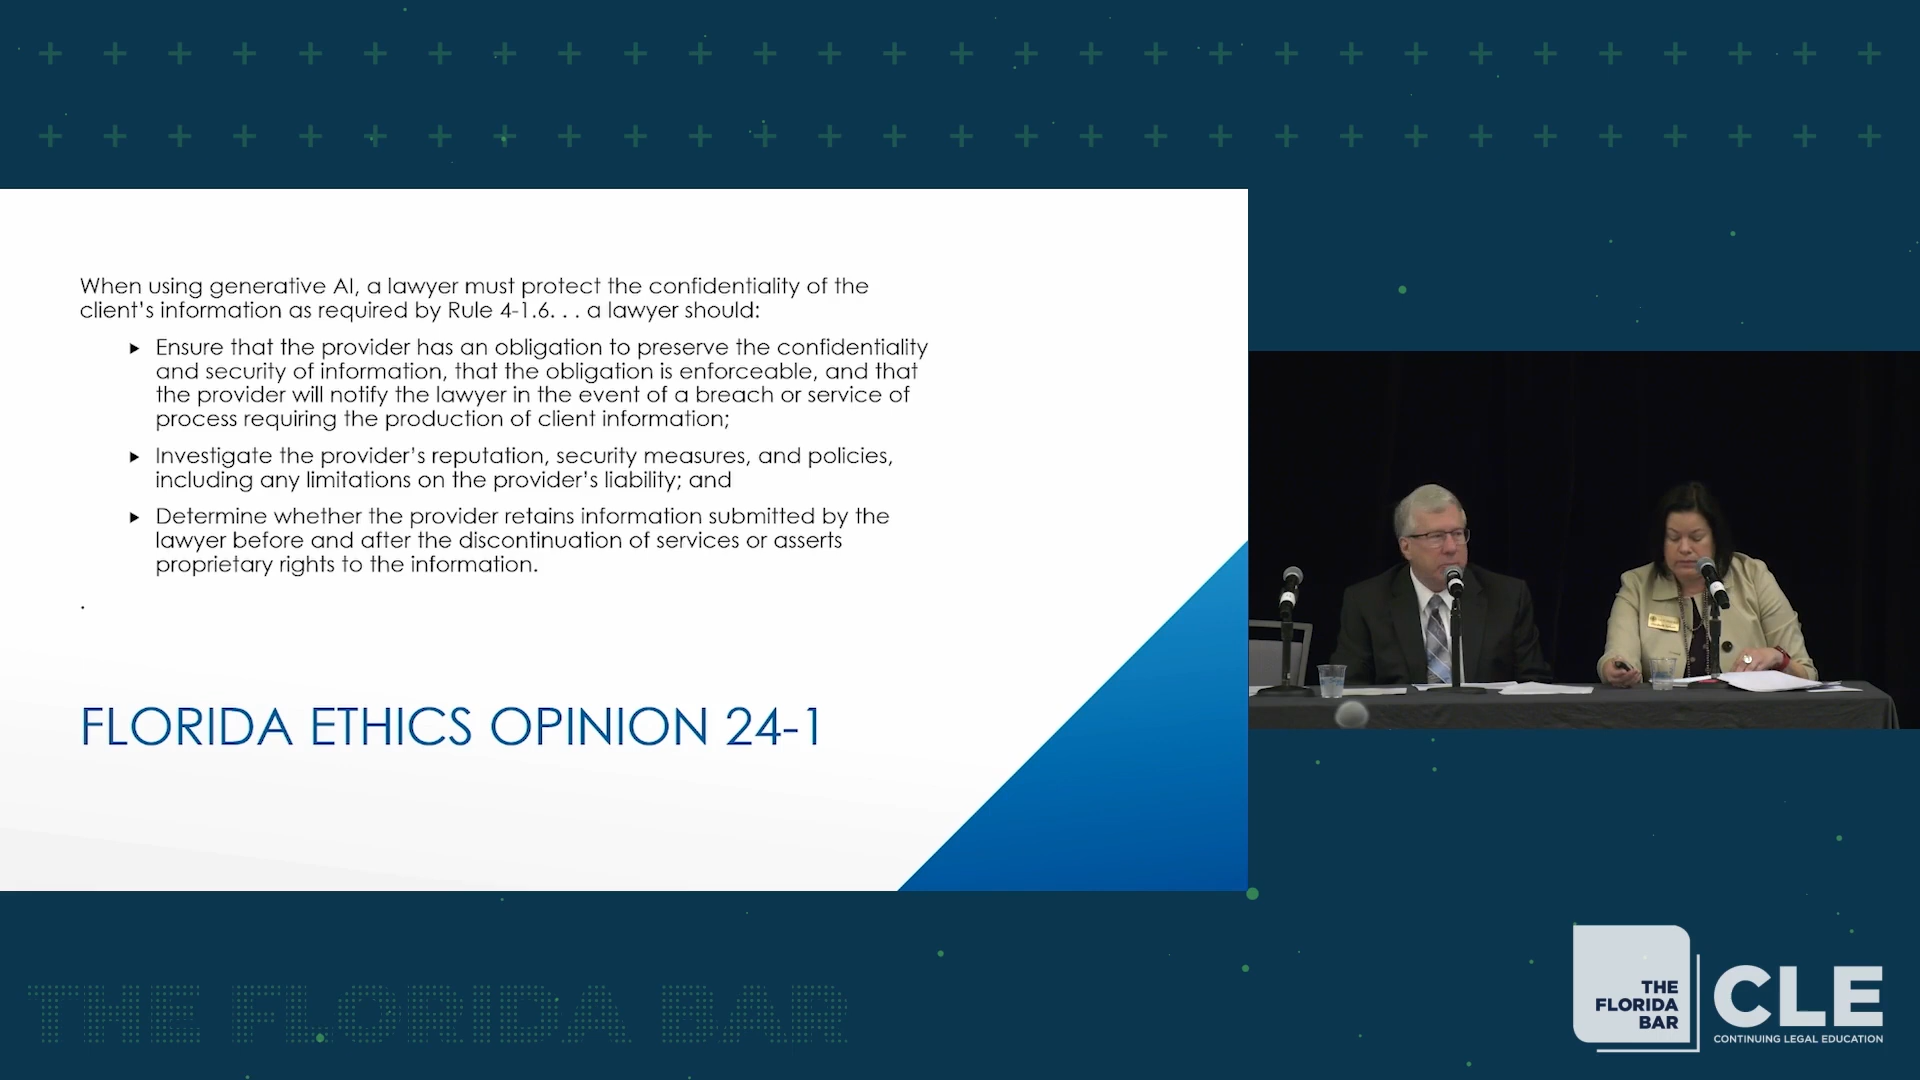 When using generative AI, a lawyer must protect the confidentiality of the
client's information as required by Rule 4-1.6. . . a lawyer should:
Ensure that the provider has an obligation to preserve the confidentiality
and security of information, that the obligation is enforceable, and that
the provider will notify the lawyer in the event of a breach or service of
process requiring the production of client information;
Investigate the provider's reputation, security measures, and policies,
including any limitations on the provider's liability; and
Determine whether the provider retains information submitted by the
lawyer before and after the discontinuation of services or asserts
proprietary rights to the information.
.
FLORIDA ETHICS OPINION 24-1
THE FLORIDA BAR
THE
FLORIDA
BAR
CLE
CONTINUING LEGAL EDUCATION